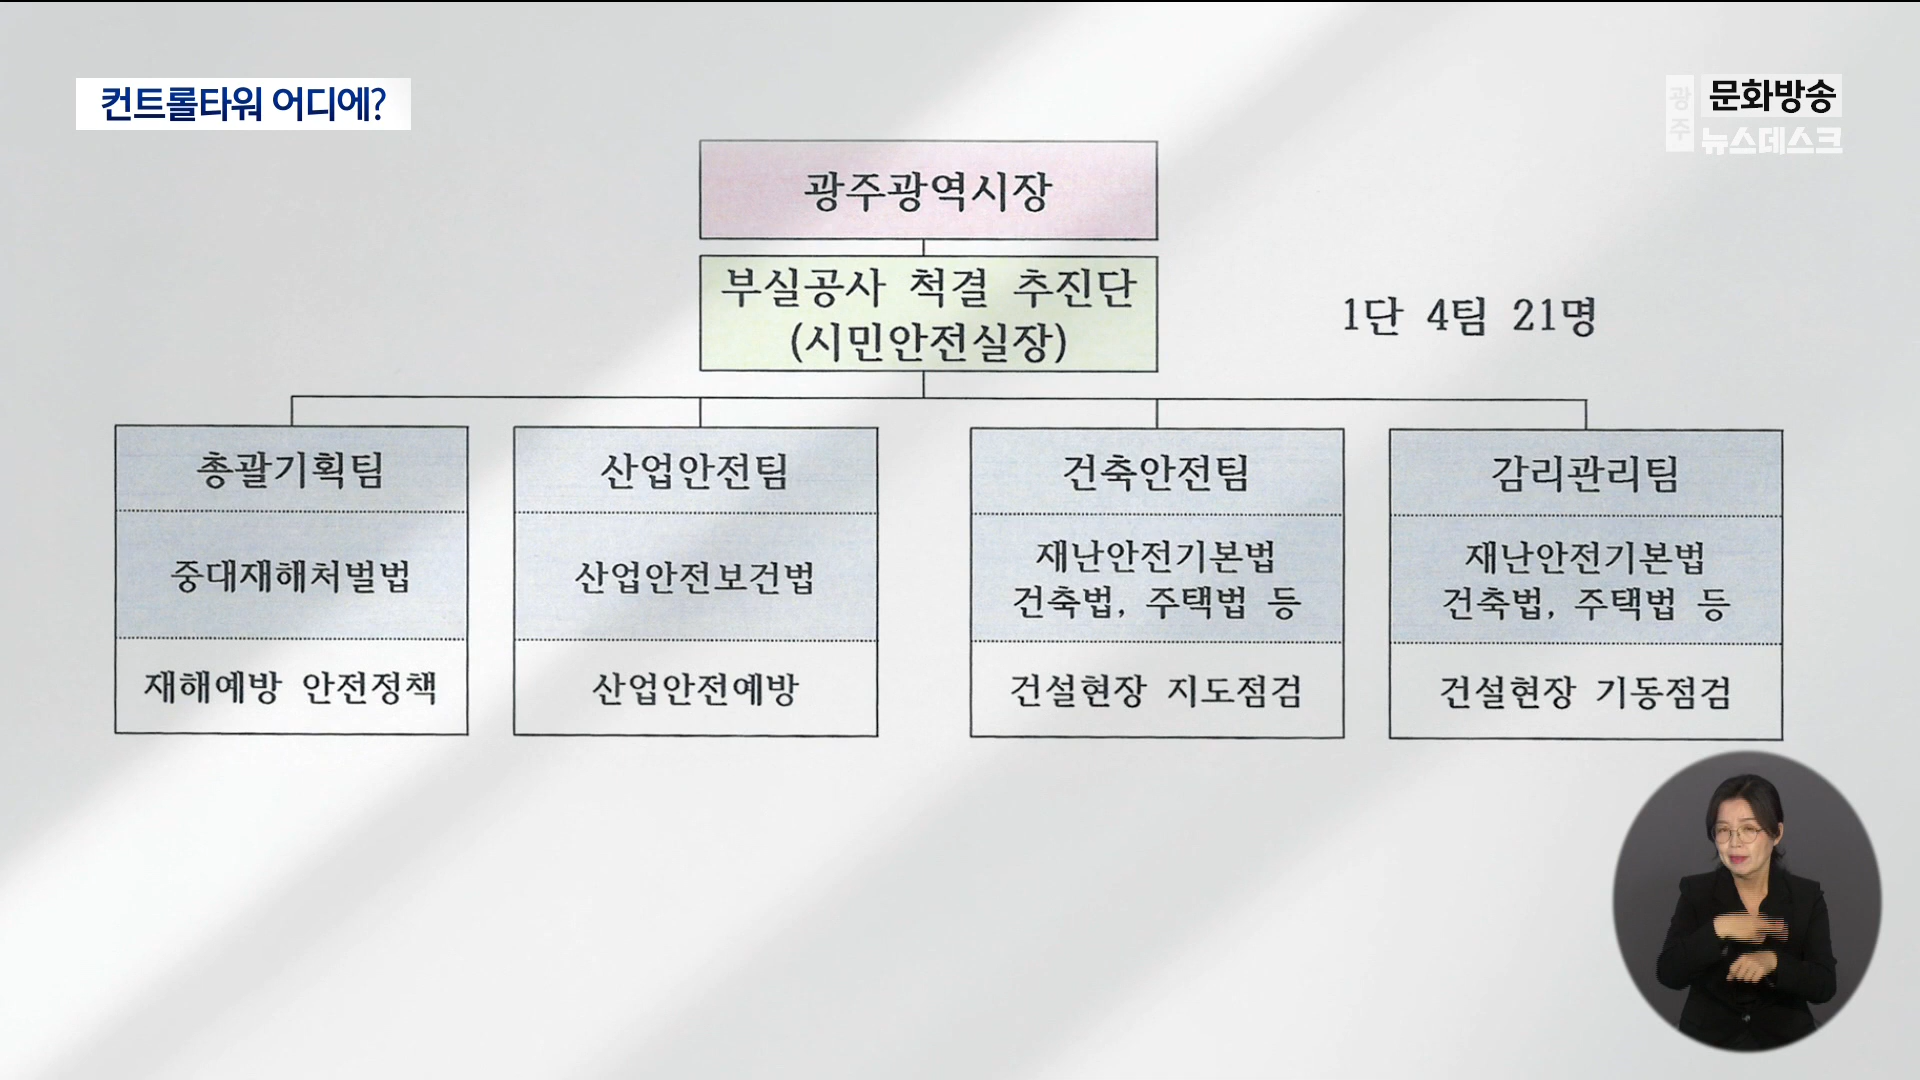 컨트롤타워 어디에?
광주
문화방송
뉴스데스크
광주광역시장
부실공사 척결 추진단
(시민안전실장)
1단 4팀 21명
총괄기획팀
중대재해처벌법
재해예방 안전정책
산업안전팀
산업안전보건법
산업안전예방
건축안전팀
재난안전기본법
건축법, 주택법 등
건설현장 지도점검
감리관리팀
재난안전기본법
건축법, 주택법 등
건설현장 기동점검